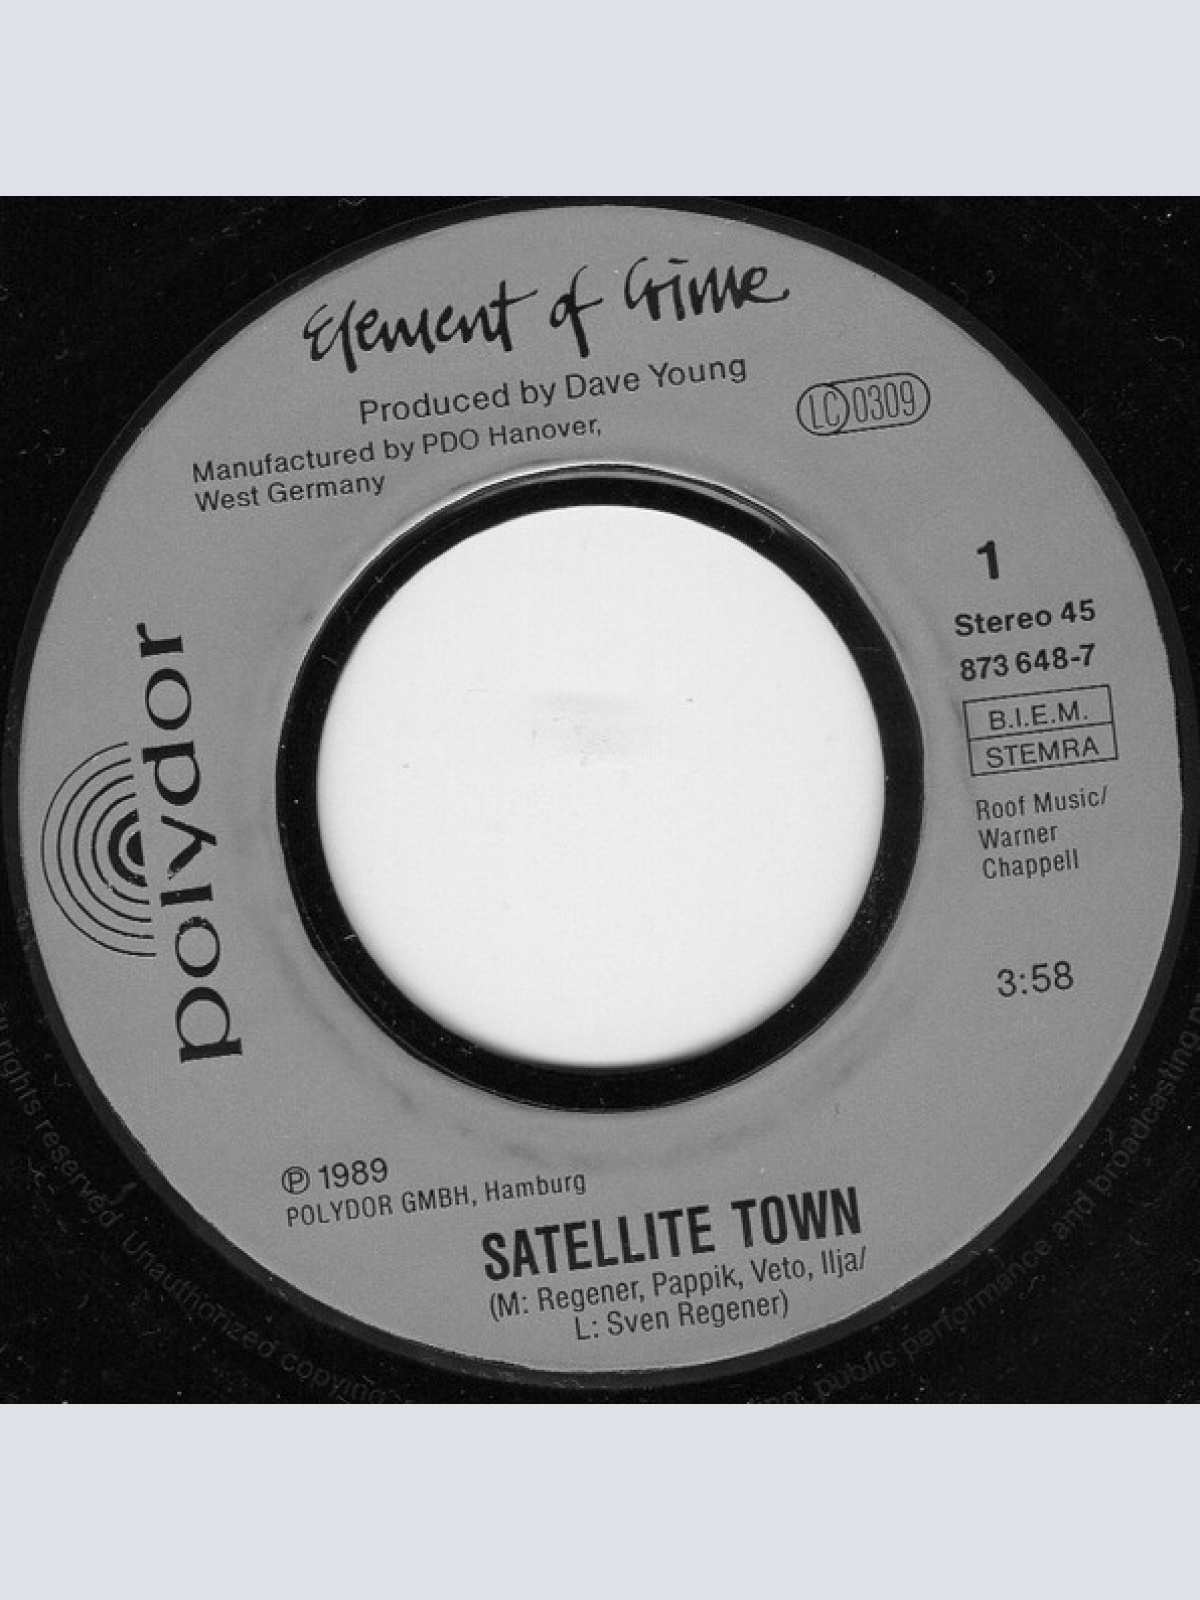 Element of Crime
Produced by Dave Young
LC 0309
Manufactured by PDO Hanover,
West Germany
1
Stereo 45
873 648-7
B.I.E.M.
STEMRA
Roof Music/
Warner
Chappell
3:58
polydor
℗ 1989
POLYDOR GMBH, Hamburg
SATELLITE TOWN
(M: Regener, Pappik, Veto, Ilja/
L: Sven Regener)
rights reserved Unauthorized copying
public performance and broadcasting